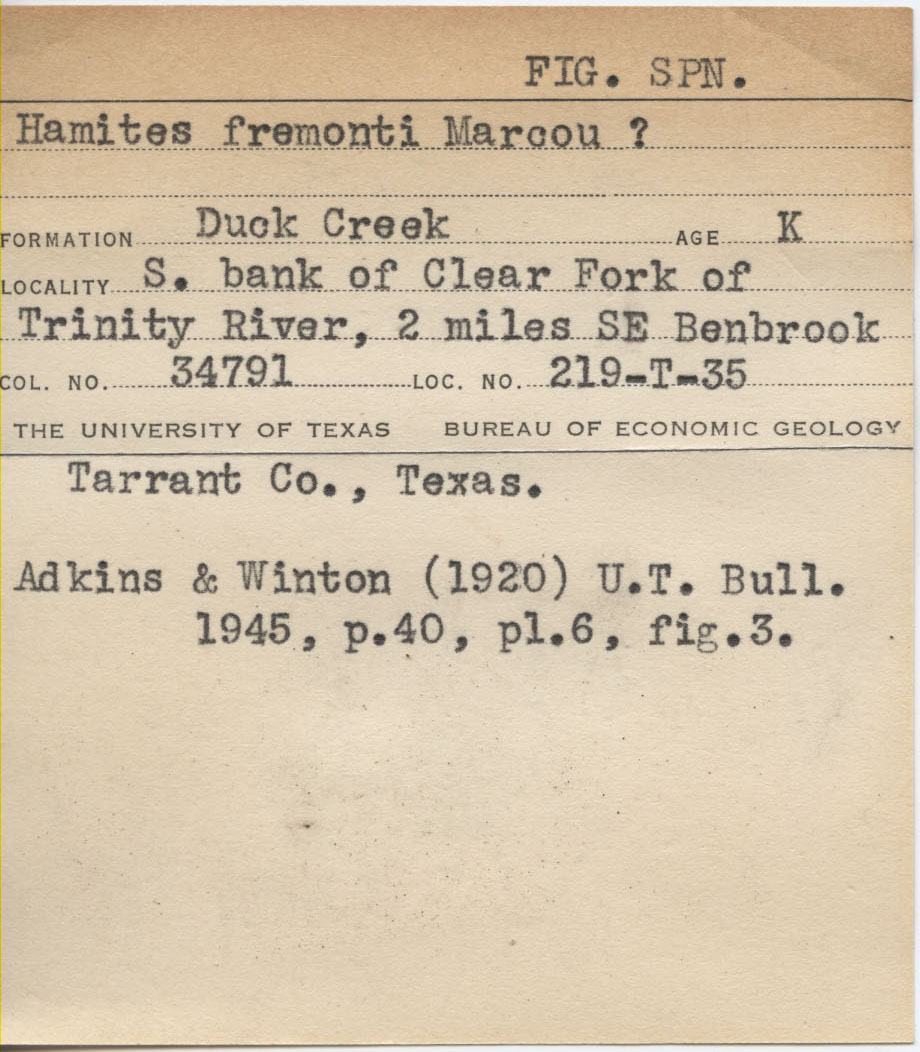 FIG. SPN.
Hamites fremonti Marcou ?
FORMATION Duck Creek AGE K
LOCALITY S. bank of Clear Fork of
Trinity River, 2 miles SE Benbrook
COL. NO. 34791 LOC. NO. 219-T-35
THE UNIVERSITY OF TEXAS BUREAU OF ECONOMIC GEOLOGY
Tarrant Co., Texas.
Adkins & Winton (1920) U.T. Bull.
1945, p.40, pl.6, fig.3.